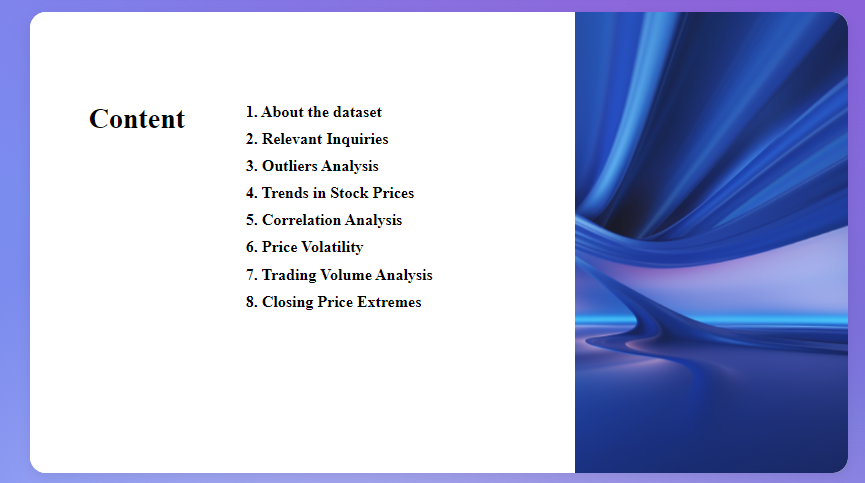 Content
1. About the dataset
2. Relevant Inquiries
3. Outliers Analysis
4. Trends in Stock Prices
5. Correlation Analysis
6. Price Volatility
7. Trading Volume Analysis
8. Closing Price Extremes